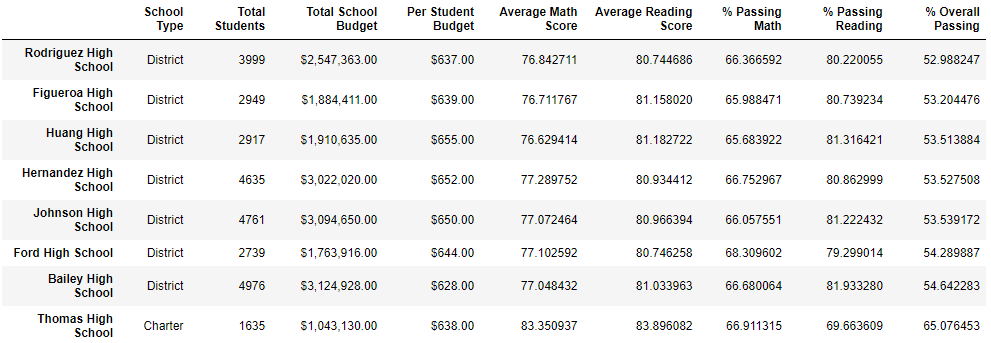 School Type Total Students Total School Budget Per Student Budget Average Math Score Average Reading Score % Passing Math % Passing Reading % Overall Passing
Rodriguez High School District 3999 $2,547,363.00 $637.00 76.842711 80.744686 66.366592 80.220055 52.988247
Figueroa High School District 2949 $1,884,411.00 $639.00 76.711767 81.158020 65.988471 80.739234 53.204476
Huang High School District 2917 $1,910,635.00 $655.00 76.629414 81.182722 65.683922 81.316421 53.513884
Hernandez High School District 4635 $3,022,020.00 $652.00 77.289752 80.934412 66.752967 80.862999 53.527508
Johnson High School District 4761 $3,094,650.00 $650.00 77.072464 80.966394 66.057551 81.222432 53.539172
Ford High School District 2739 $1,763,916.00 $644.00 77.102592 80.746258 68.309602 79.299014 54.289887
Bailey High School District 4976 $3,124,928.00 $628.00 77.048432 81.033963 66.680064 81.933280 54.642283
Thomas High School Charter 1635 $1,043,130.00 $638.00 83.350937 83.896082 66.911315 69.663609 65.076453